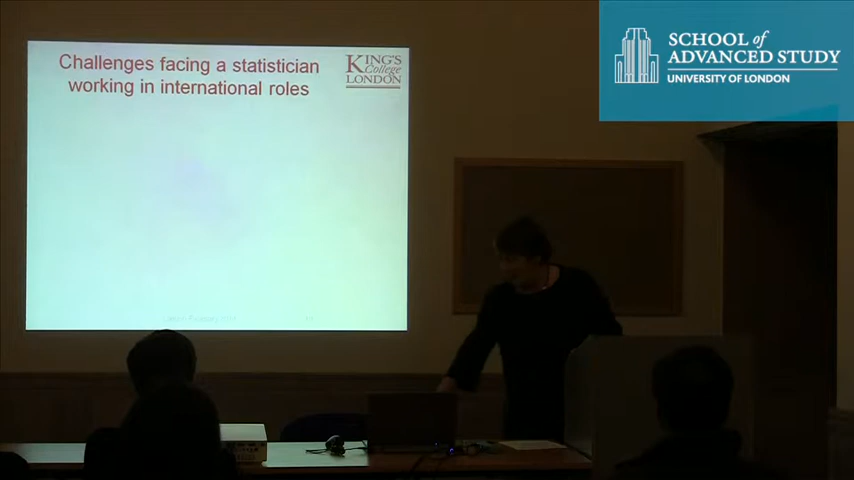 Challenges facing a statistician
working in international roles
KING'S
College
LONDON
SCHOOL of
ADVANCED STUDY
UNIVERSITY OF LONDON